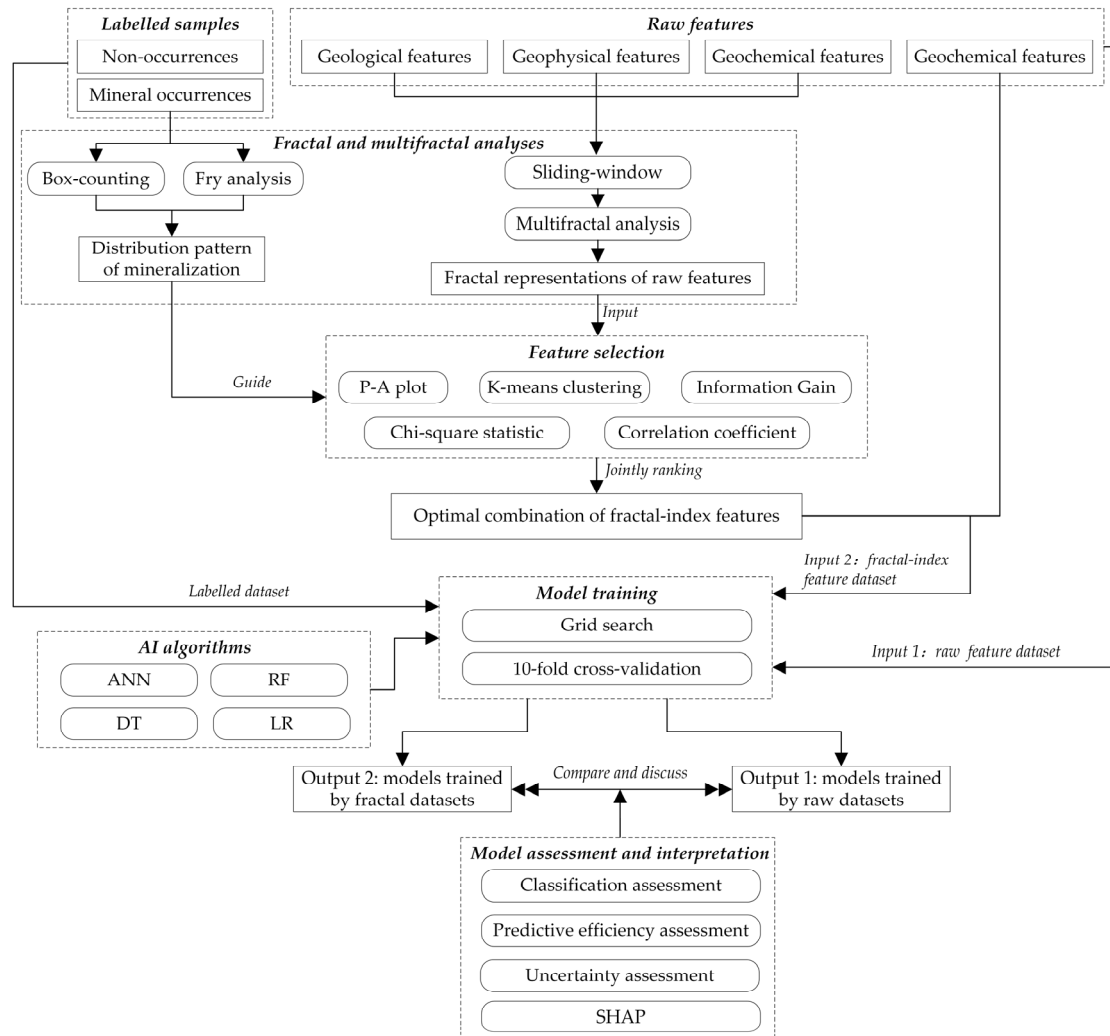 Labelled samples
Non-occurrences
Mineral occurrences
Raw features
Geological features
Geophysical features
Geochemical features
Geochemical features
Fractal and multifractal analyses
Box-counting
Fry analysis
Distribution pattern
of mineralization
Sliding-window
Multifractal analysis
Fractal representations of raw features
Input
Guide
Feature selection
P-A plot
K-means clustering
Information Gain
Chi-square statistic
Correlation coefficient
Jointly ranking
Optimal combination of fractal-index features
Input 2：fractal-index
feature dataset
Labelled dataset
Model training
Grid search
10-fold cross-validation
Input 1：raw feature dataset
AI algorithms
ANN
RF
DT
LR
Output 2: models trained
by fractal datasets
Compare and discuss
Output 1: models trained
by raw datasets
Model assessment and interpretation
Classification assessment
Predictive efficiency assessment
Uncertainty assessment
SHAP